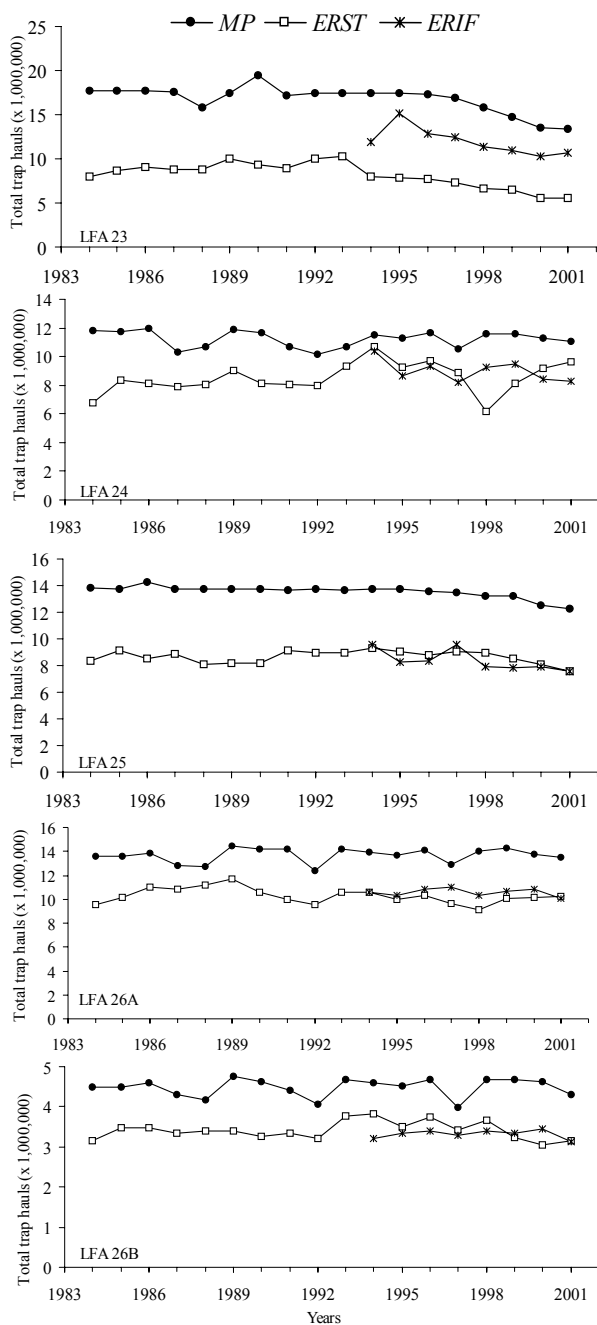 MP ERST ERIF
Total trap hauls (x 1,000,000)
25
20
15
10
5
0
LFA 23
1983 1986 1989 1992 1995 1998 2001
Total trap hauls (x 1,000,000)
14
12
10
8
6
4
2
0
LFA 24
1983 1986 1989 1992 1995 1998 2001
Total trap hauls (x 1,000,000)
16
14
12
10
8
6
4
2
0
LFA 25
1983 1986 1989 1992 1995 1998 2001
Total trap hauls (x 1,000,000)
16
14
12
10
8
6
4
2
0
LFA 26A
1983 1986 1989 1992 1995 1998 2001
Total trap hauls (x 1,000,000)
5
4
3
2
1
0
LFA 26B
1983 1986 1989 1992 1995 1998 2001
Years